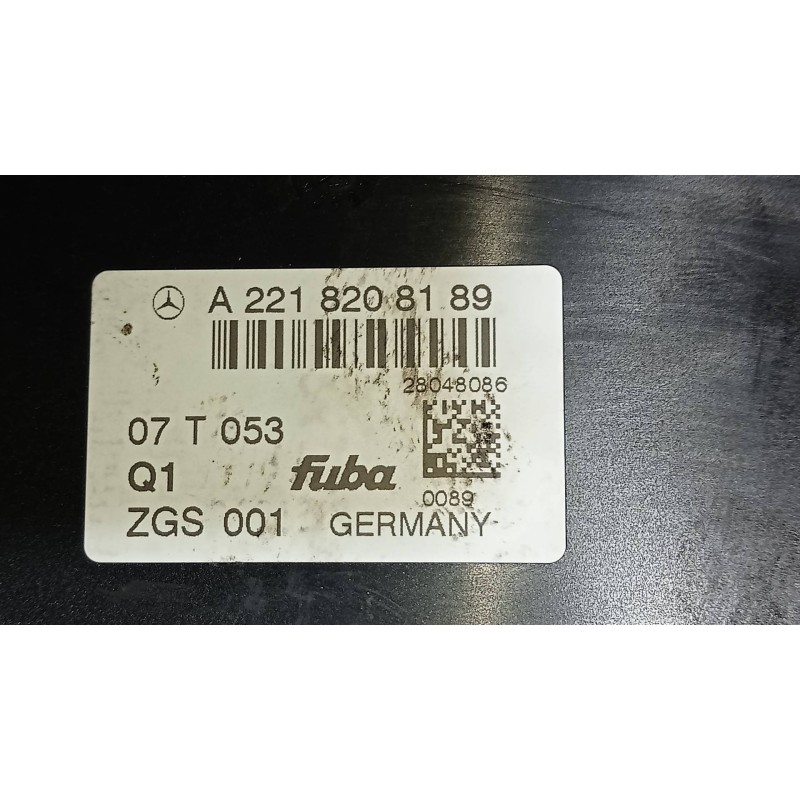 A 221 820 81 89
28048086
07 T 053
Q1 fuba
0089
ZGS 001 GERMANY